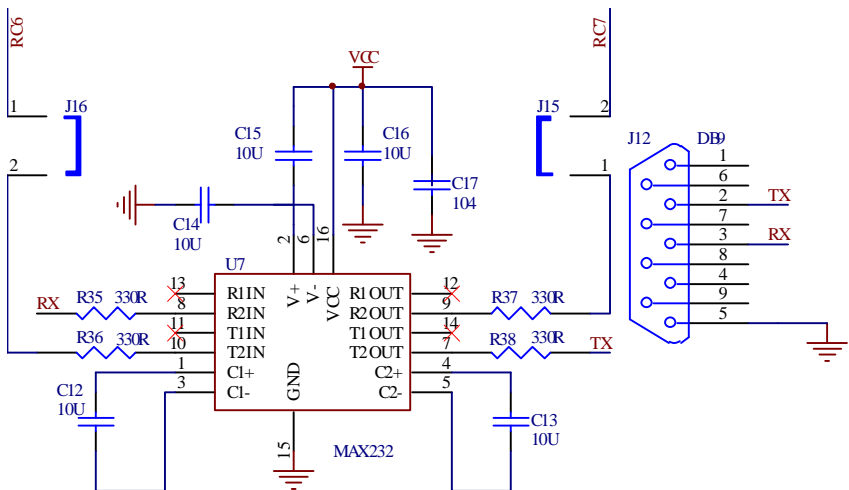 RC6
RC7
VCC
1
J16
2
J15
2
1
C15
10U
C16
10U
C17
104
C14
10U
J12
DB9
1
6
2
TX
7
3
RX
8
4
9
5
2
6
16
U7
13
R1IN
V+
V-
VCC
R1OUT
12
RX
R35
330R
8
R2IN
R2OUT
9
R37
330R
11
T1IN
T1OUT
14
R36
330R
10
T2IN
T2OUT
7
R38
330R
TX
1
C1+
GND
C2+
4
3
C1-
C2-
5
C12
10U
C13
10U
15
MAX232